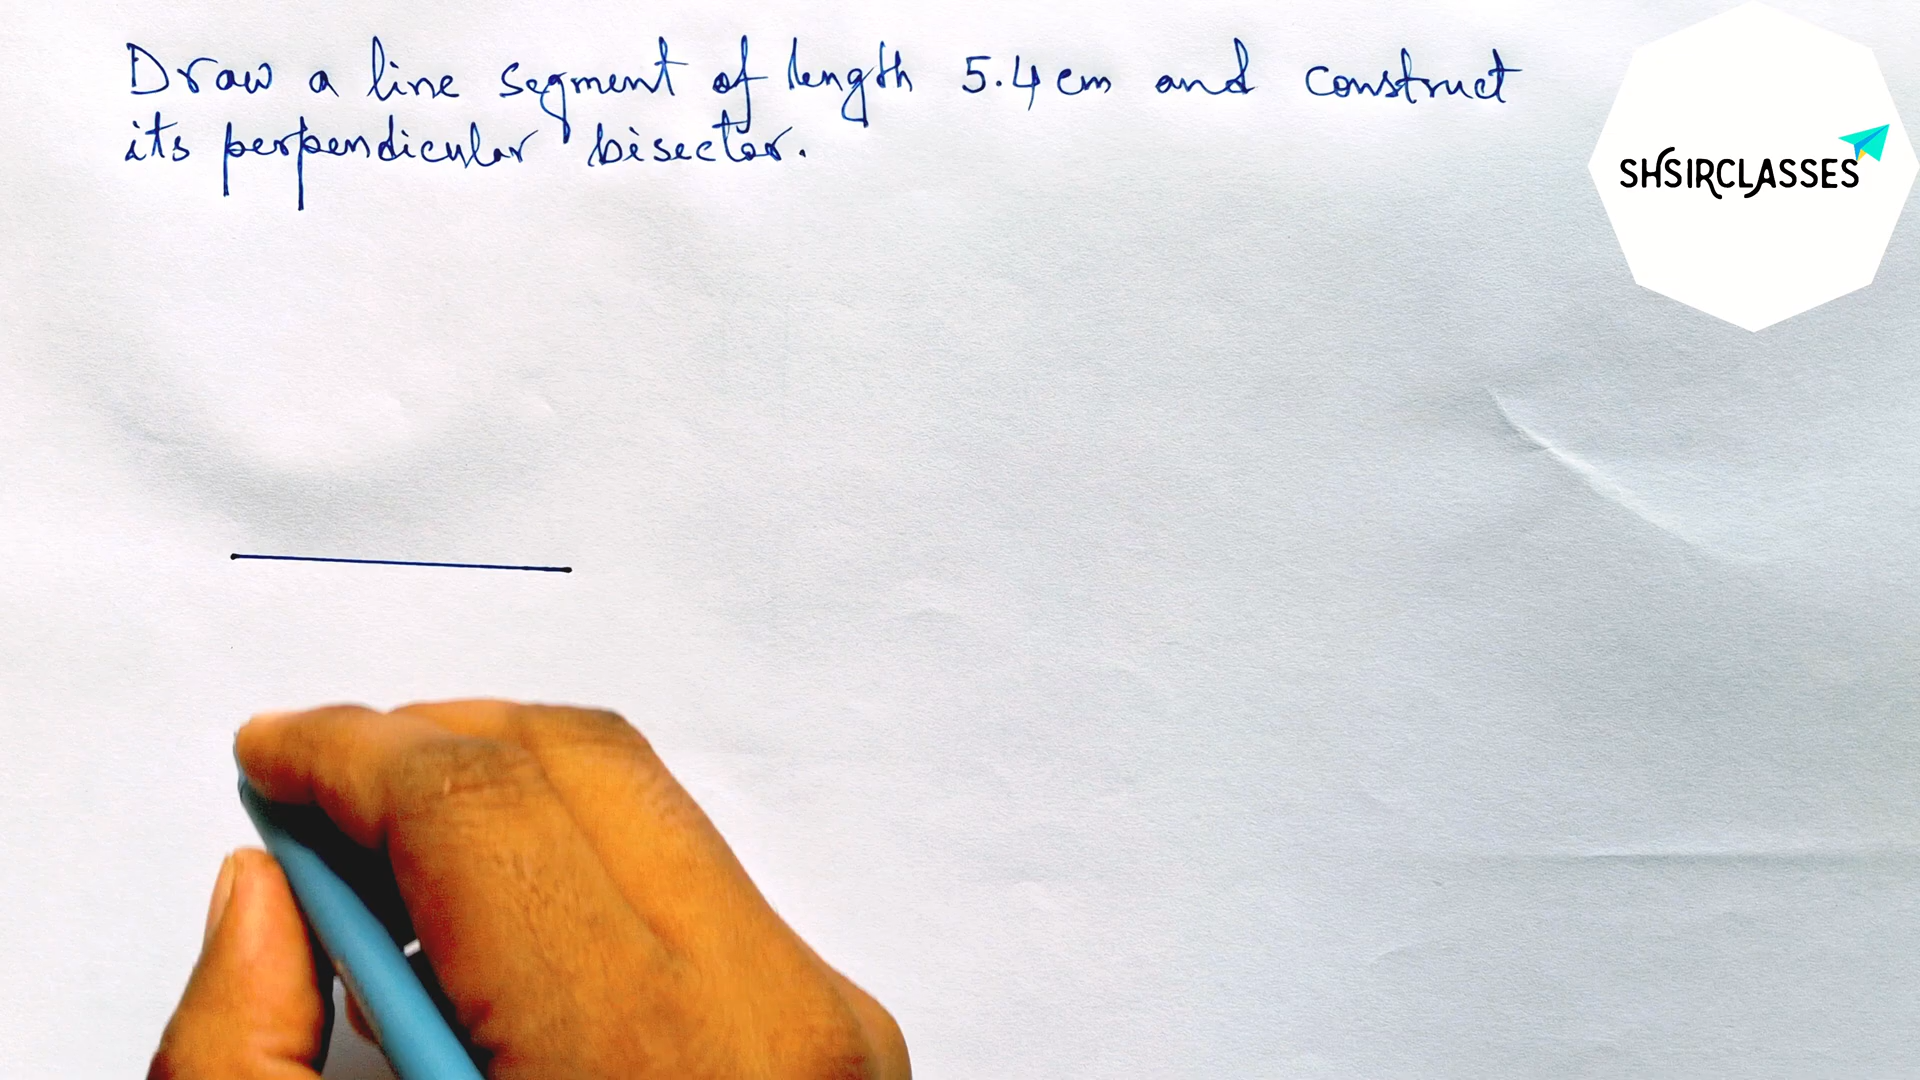 Draw a line segment of length 5.4 cm and construct
its perpendicular bisector.
SHSIRCLASSES